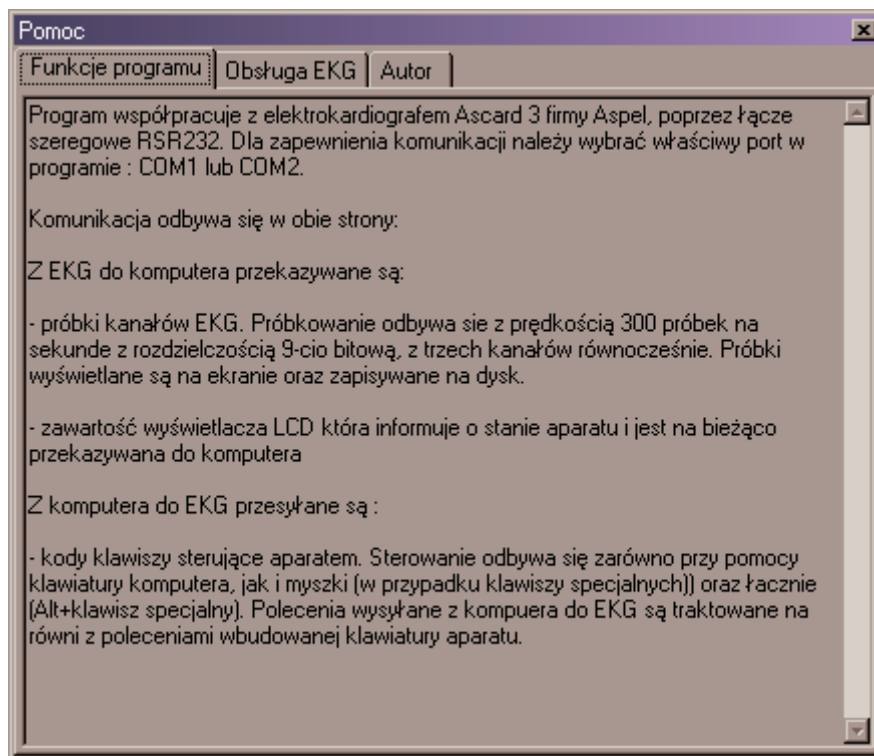 Pomoc
Funkcje programu Obsługa EKG Autor
Program współpracuje z elektrokardiografem Ascard 3 firmy Aspel, poprzez łącze
szeregowe RSR232. Dla zapewnienia komunikacji należy wybrać właściwy port w
programie : COM1 lub COM2.
Komunikacja odbywa się w obie strony:
Z EKG do komputera przekazywane są:
- próbki kanałów EKG. Próbkowanie odbywa sie z prędkością 300 próbek na
sekunde z rozdzielczością 9-cio bitową, z trzech kanałów równocześnie. Próbki
wyświetlane są na ekranie oraz zapisywane na dysk.
- zawartość wyświetlacza LCD która informuje o stanie aparatu i jest na bieżąco
przekazywana do komputera
Z komputera do EKG przesyłane są :
- kody klawiszy sterujące aparatem. Sterowanie odbywa się zarówno przy pomocy
klawiatury komputera, jak i myszki (w przypadku klawiszy specjalnych)) oraz łacznie
(Alt+klawisz specjalny). Polecenia wysyłane z kompuera do EKG są traktowane na
równi z poleceniami wbudowanej klawiatury aparatu.